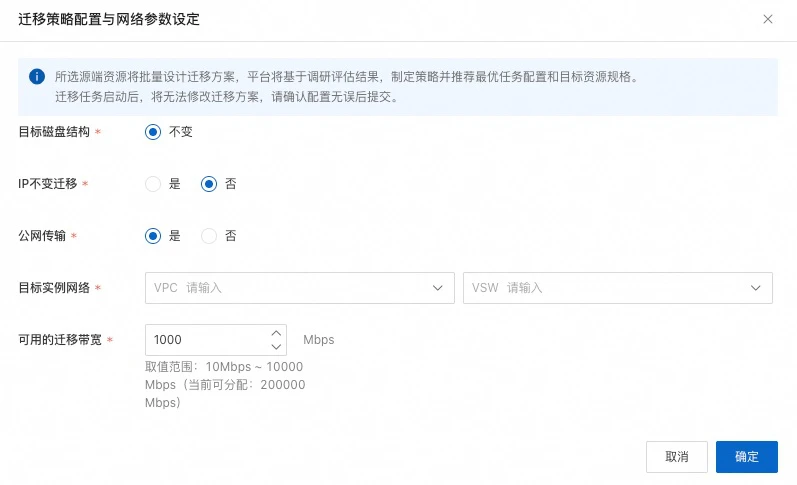 迁移策略配置与网络参数设定
所选源端资源将批量设计迁移方案，平台将基于调研评估结果，制定策略并推荐最优任务配置和目标资源规格。
迁移任务启动后，将无法修改迁移方案，请确认配置无误后提交。
目标磁盘结构 * 不变
IP不变迁移 * 是 否
公网传输 * 是 否
目标实例网络 * VPC 请输入 VSW 请输入
可用的迁移带宽 * 1000 Mbps
取值范围：10Mbps ~ 10000
Mbps（当前可分配：200000
Mbps）
取消 确定